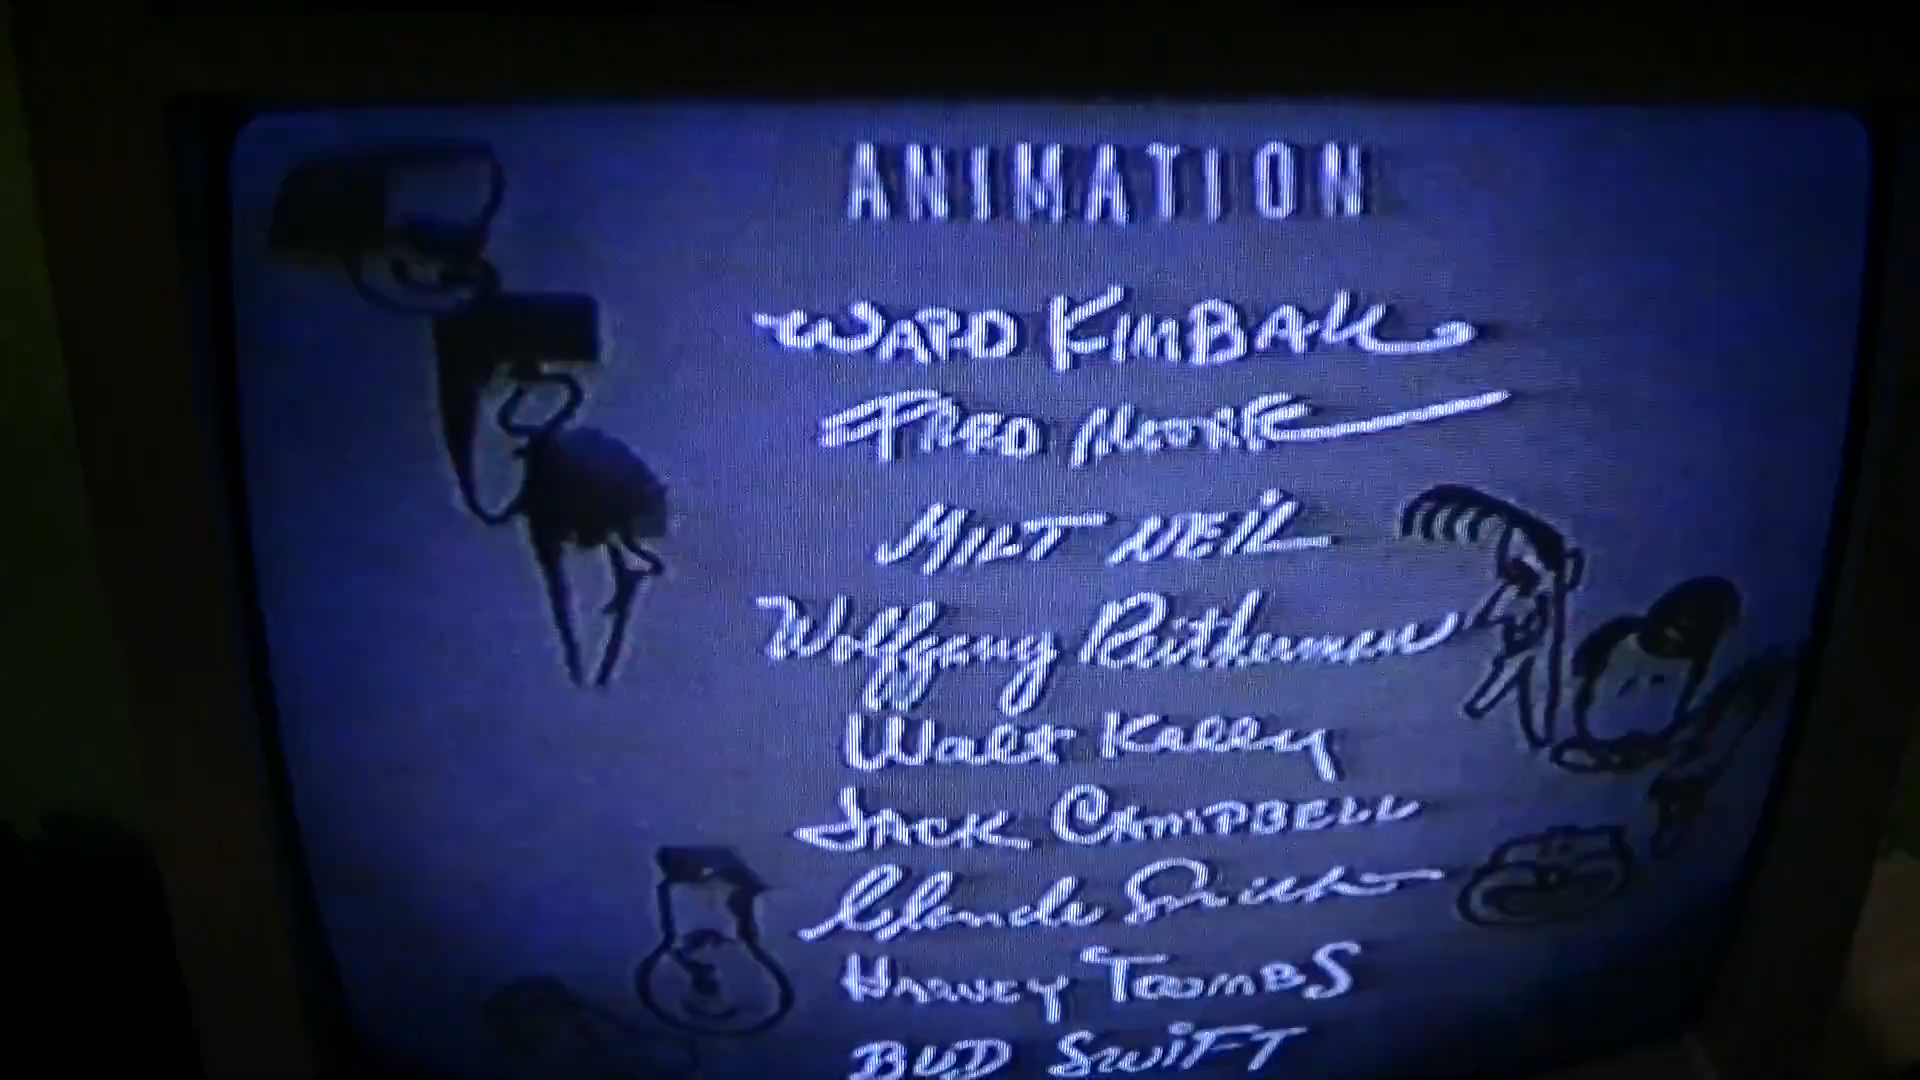 ANIMATION
WARD KIMBALL
FRED MOORE
MILT NEIL
Wolfgang Reitherman
Walt Kelly
JACK CAMPBELL
Claude Smith
HARVEY TOOMBS
BUD SWIFT